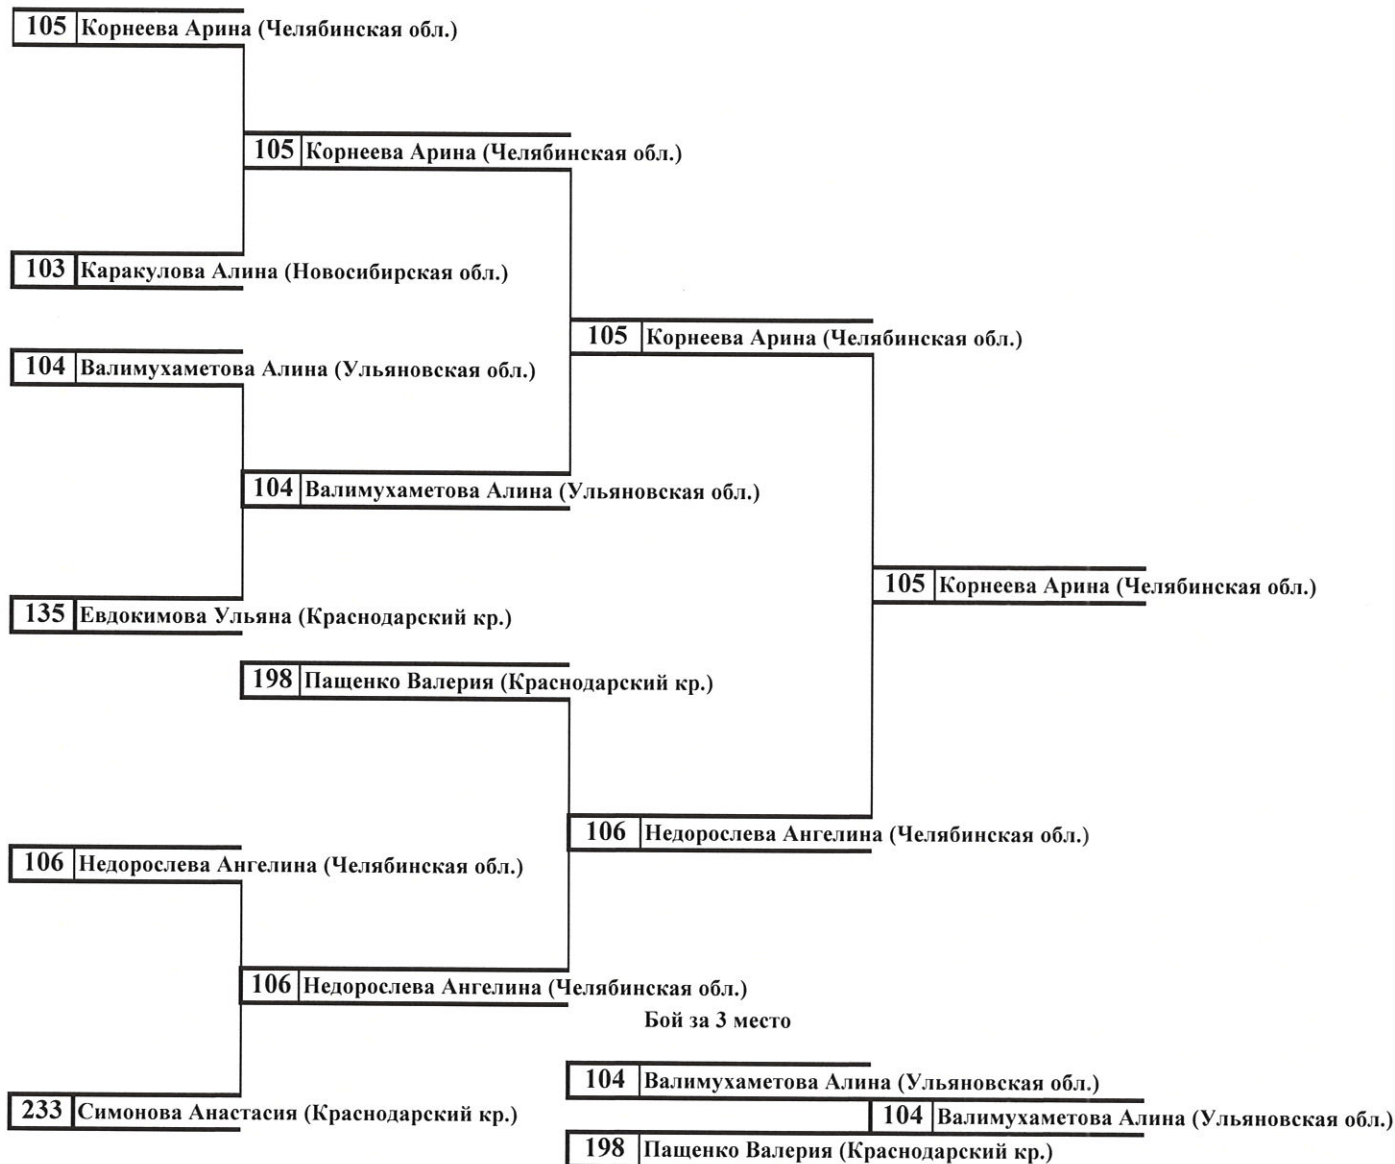 105 Корнеева Арина (Челябинская обл.)
105 Корнеева Арина (Челябинская обл.)
103 Каракулова Алина (Новосибирская обл.)
105 Корнеева Арина (Челябинская обл.)
104 Валимухаметова Алина (Ульяновская обл.)
104 Валимухаметова Алина (Ульяновская обл.)
105 Корнеева Арина (Челябинская обл.)
135 Евдокимова Ульяна (Краснодарский кр.)
198 Пащенко Валерия (Краснодарский кр.)
106 Недорослева Ангелина (Челябинская обл.)
106 Недорослева Ангелина (Челябинская обл.)
106 Недорослева Ангелина (Челябинская обл.)
Бой за 3 место
104 Валимухаметова Алина (Ульяновская обл.)
233 Симонова Анастасия (Краснодарский кр.)
104 Валимухаметова Алина (Ульяновская обл.)
198 Пащенко Валерия (Краснодарский кр.)